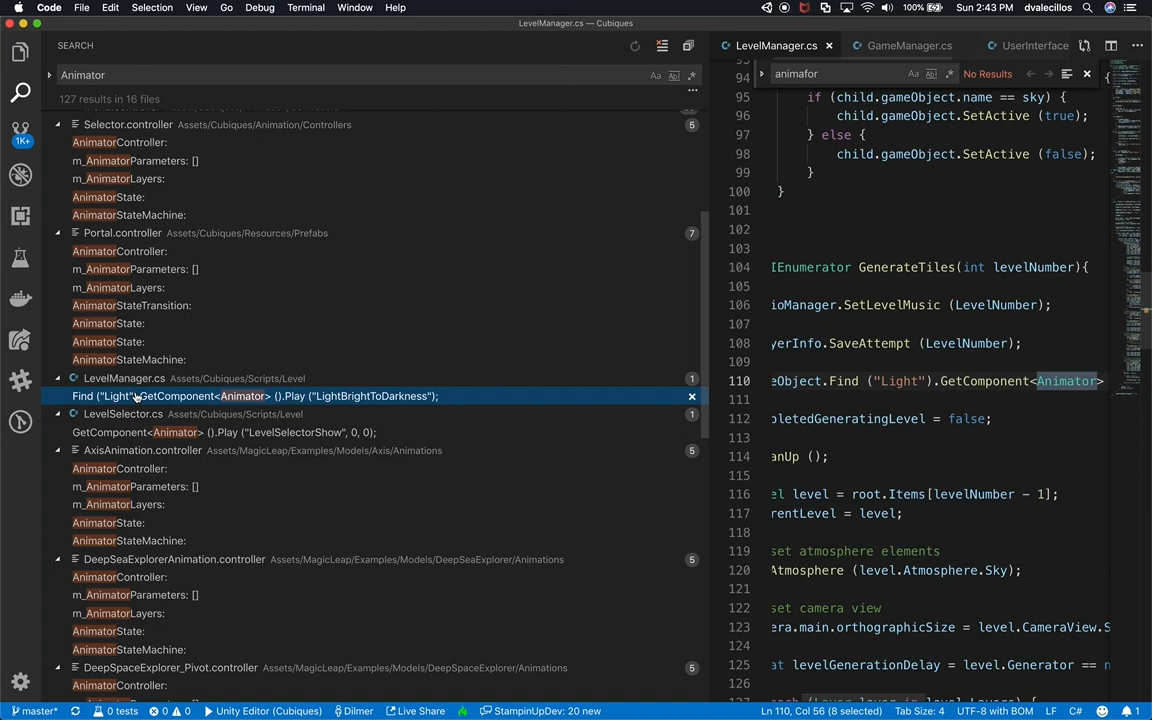 Code File Edit Selection View Go Debug Terminal Window Help 100% Sun 2:43 PM dvalecillos
LevelManager.cs — Cubiques
SEARCH
LevelManager.cs GameManager.cs UserInterface
Animator Aa Ab|
animafor Aa Ab| No Results
127 results in 16 files
Selector.controller Assets/Cubiques/Animation/Controllers 5
AnimatorController:
m_AnimatorParameters: []
m_AnimatorLayers:
AnimatorState:
AnimatorStateMachine:
Portal.controller Assets/Cubiques/Resources/Prefabs 7
AnimatorController:
m_AnimatorParameters: []
m_AnimatorLayers:
AnimatorStateTransition:
AnimatorState:
AnimatorState:
AnimatorStateMachine:
LevelManager.cs Assets/Cubiques/Scripts/Level 1
Find ("Light").GetComponent<Animator> ().Play ("LightBrightToDarkness");
LevelSelector.cs Assets/Cubiques/Scripts/Level 1
GetComponent<Animator> ().Play ("LevelSelectorShow", 0, 0);
AxisAnimation.controller Assets/MagicLeap/Examples/Models/Axis/Animations 5
AnimatorController:
m_AnimatorParameters: []
m_AnimatorLayers:
AnimatorState:
AnimatorStateMachine:
DeepSeaExplorerAnimation.controller Assets/MagicLeap/Examples/Models/DeepSeaExplorer/Animations 5
AnimatorController:
m_AnimatorParameters: []
m_AnimatorLayers:
AnimatorState:
AnimatorStateMachine:
DeepSpaceExplorer_Pivot.controller Assets/MagicLeap/Examples/Models/DeepSpaceExplorer/Animations 5
AnimatorController:
94
95 if (child.gameObject.name == sky) {
96 child.gameObject.SetActive (true);
97 } else {
98 child.gameObject.SetActive (false);
99 }
100 }
101
102
103
104 IEnumerator GenerateTiles(int levelNumber){
105
106 ioManager.SetLevelMusic (LevelNumber);
107
108 yerInfo.SaveAttempt (LevelNumber);
109
110 eObject.Find ("Light").GetComponent<Animator>
111
112 pletedGeneratingLevel = false;
113
114 anUp ();
115
116 el level = root.Items[levelNumber - 1];
117 rentLevel = level;
118
119 set atmosphere elements
120 Atmosphere (level.Atmosphere.Sky);
121
122 set camera view
123 era.main.orthographicSize = level.CameraView.S
124
125 at levelGenerationDelay = level.Generator == n
126
1K+
master* 0 tests 0 0 Unity Editor (Cubiques) Dilmer Live Share StampinUpDev: 20 new Ln 110, Col 56 (8 selected) Tab Size: 4 UTF-8 with BOM LF C# 1